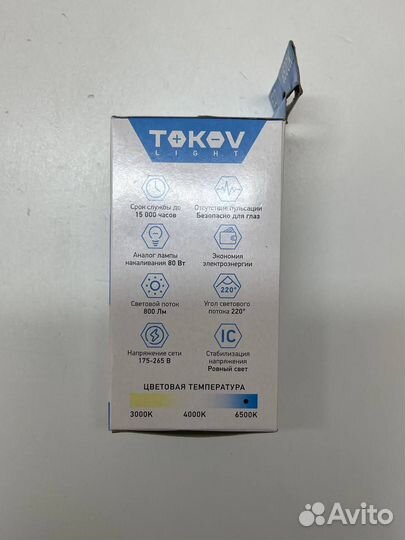 TOKOV
LIGHT
Срок службы до
15 000 часов
Отсутствие пульсации
Безопасно для глаз
Аналог лампы
накаливания 80 Вт
Экономия
электроэнергии
220°
Световой поток
800 Лм
Угол светового
потока 220°
IC
Напряжение сети
175-265 В
Стабилизация
напряжения
Ровный свет
ЦВЕТОВАЯ ТЕМПЕРАТУРА
3000K 4000K 6500K
Avito